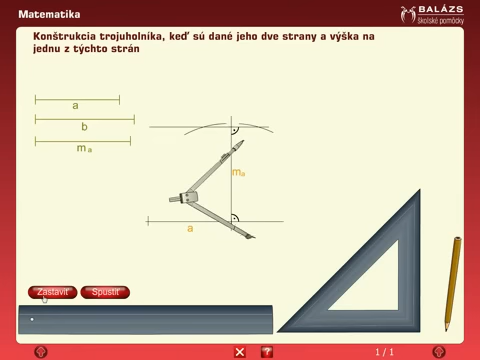 Matematika
BALÁZS
školské pomôcky
Konštrukcia trojuholníka, keď sú dané jeho dve strany a výška na
jednu z týchto strán
a
b
m a
ma
a
Zastaviť
Spustiť
?
1 / 1